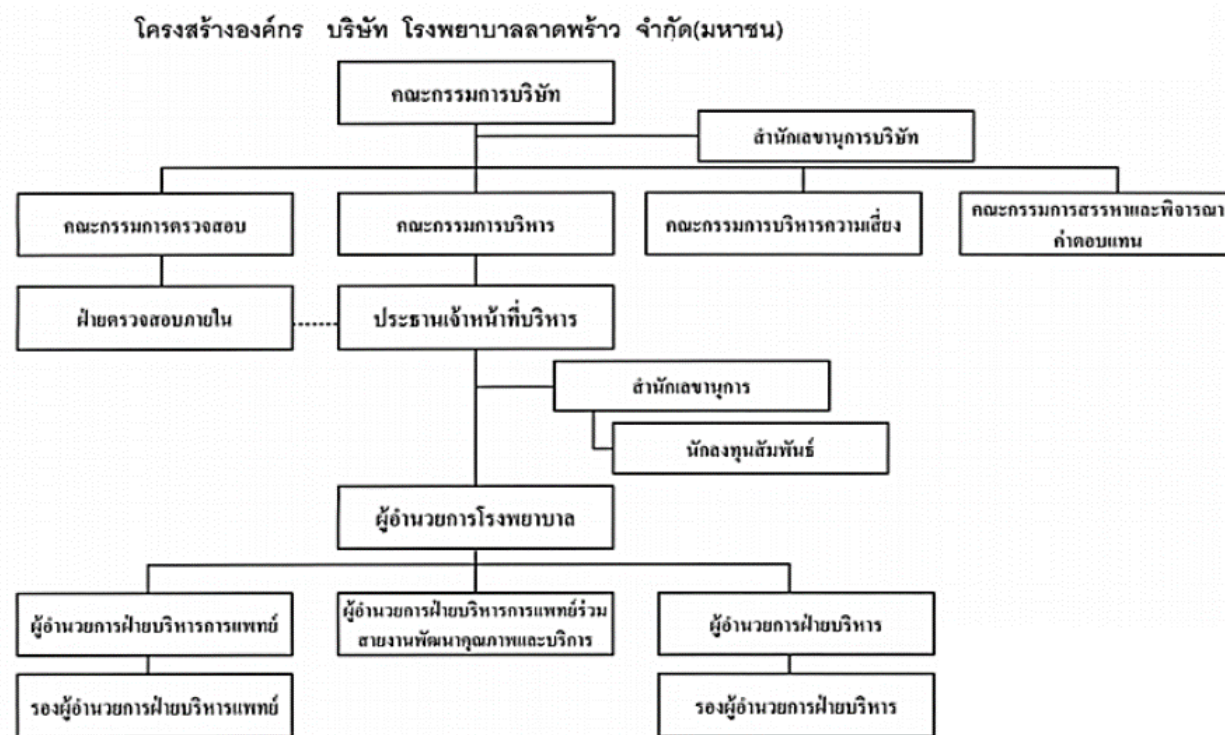 โครงสร้างองค์กร บริษัท โรงพยาบาลลาดพร้าว จำกัด(มหาชน)
คณะกรรมการบริษัท
สำนักเลขานุการบริษัท
คณะกรรมการตรวจสอบ
คณะกรรมการบริหาร
คณะกรรมการบริหารความเสี่ยง
คณะกรรมการสรรหาและพิจารณา
ค่าตอบแทน
ฝ่ายตรวจสอบภายใน
ประธานเจ้าหน้าที่บริหาร
สำนักเลขานุการ
นักลงทุนสัมพันธ์
ผู้อำนวยการโรงพยาบาล
ผู้อำนวยการฝ่ายบริหารการแพทย์
ผู้อำนวยการฝ่ายบริหารการแพทย์ร่วม
สายงานพัฒนาคุณภาพและบริการ
ผู้อำนวยการฝ่ายบริหาร
รองผู้อำนวยการฝ่ายบริหารแพทย์
รองผู้อำนวยการฝ่ายบริหาร